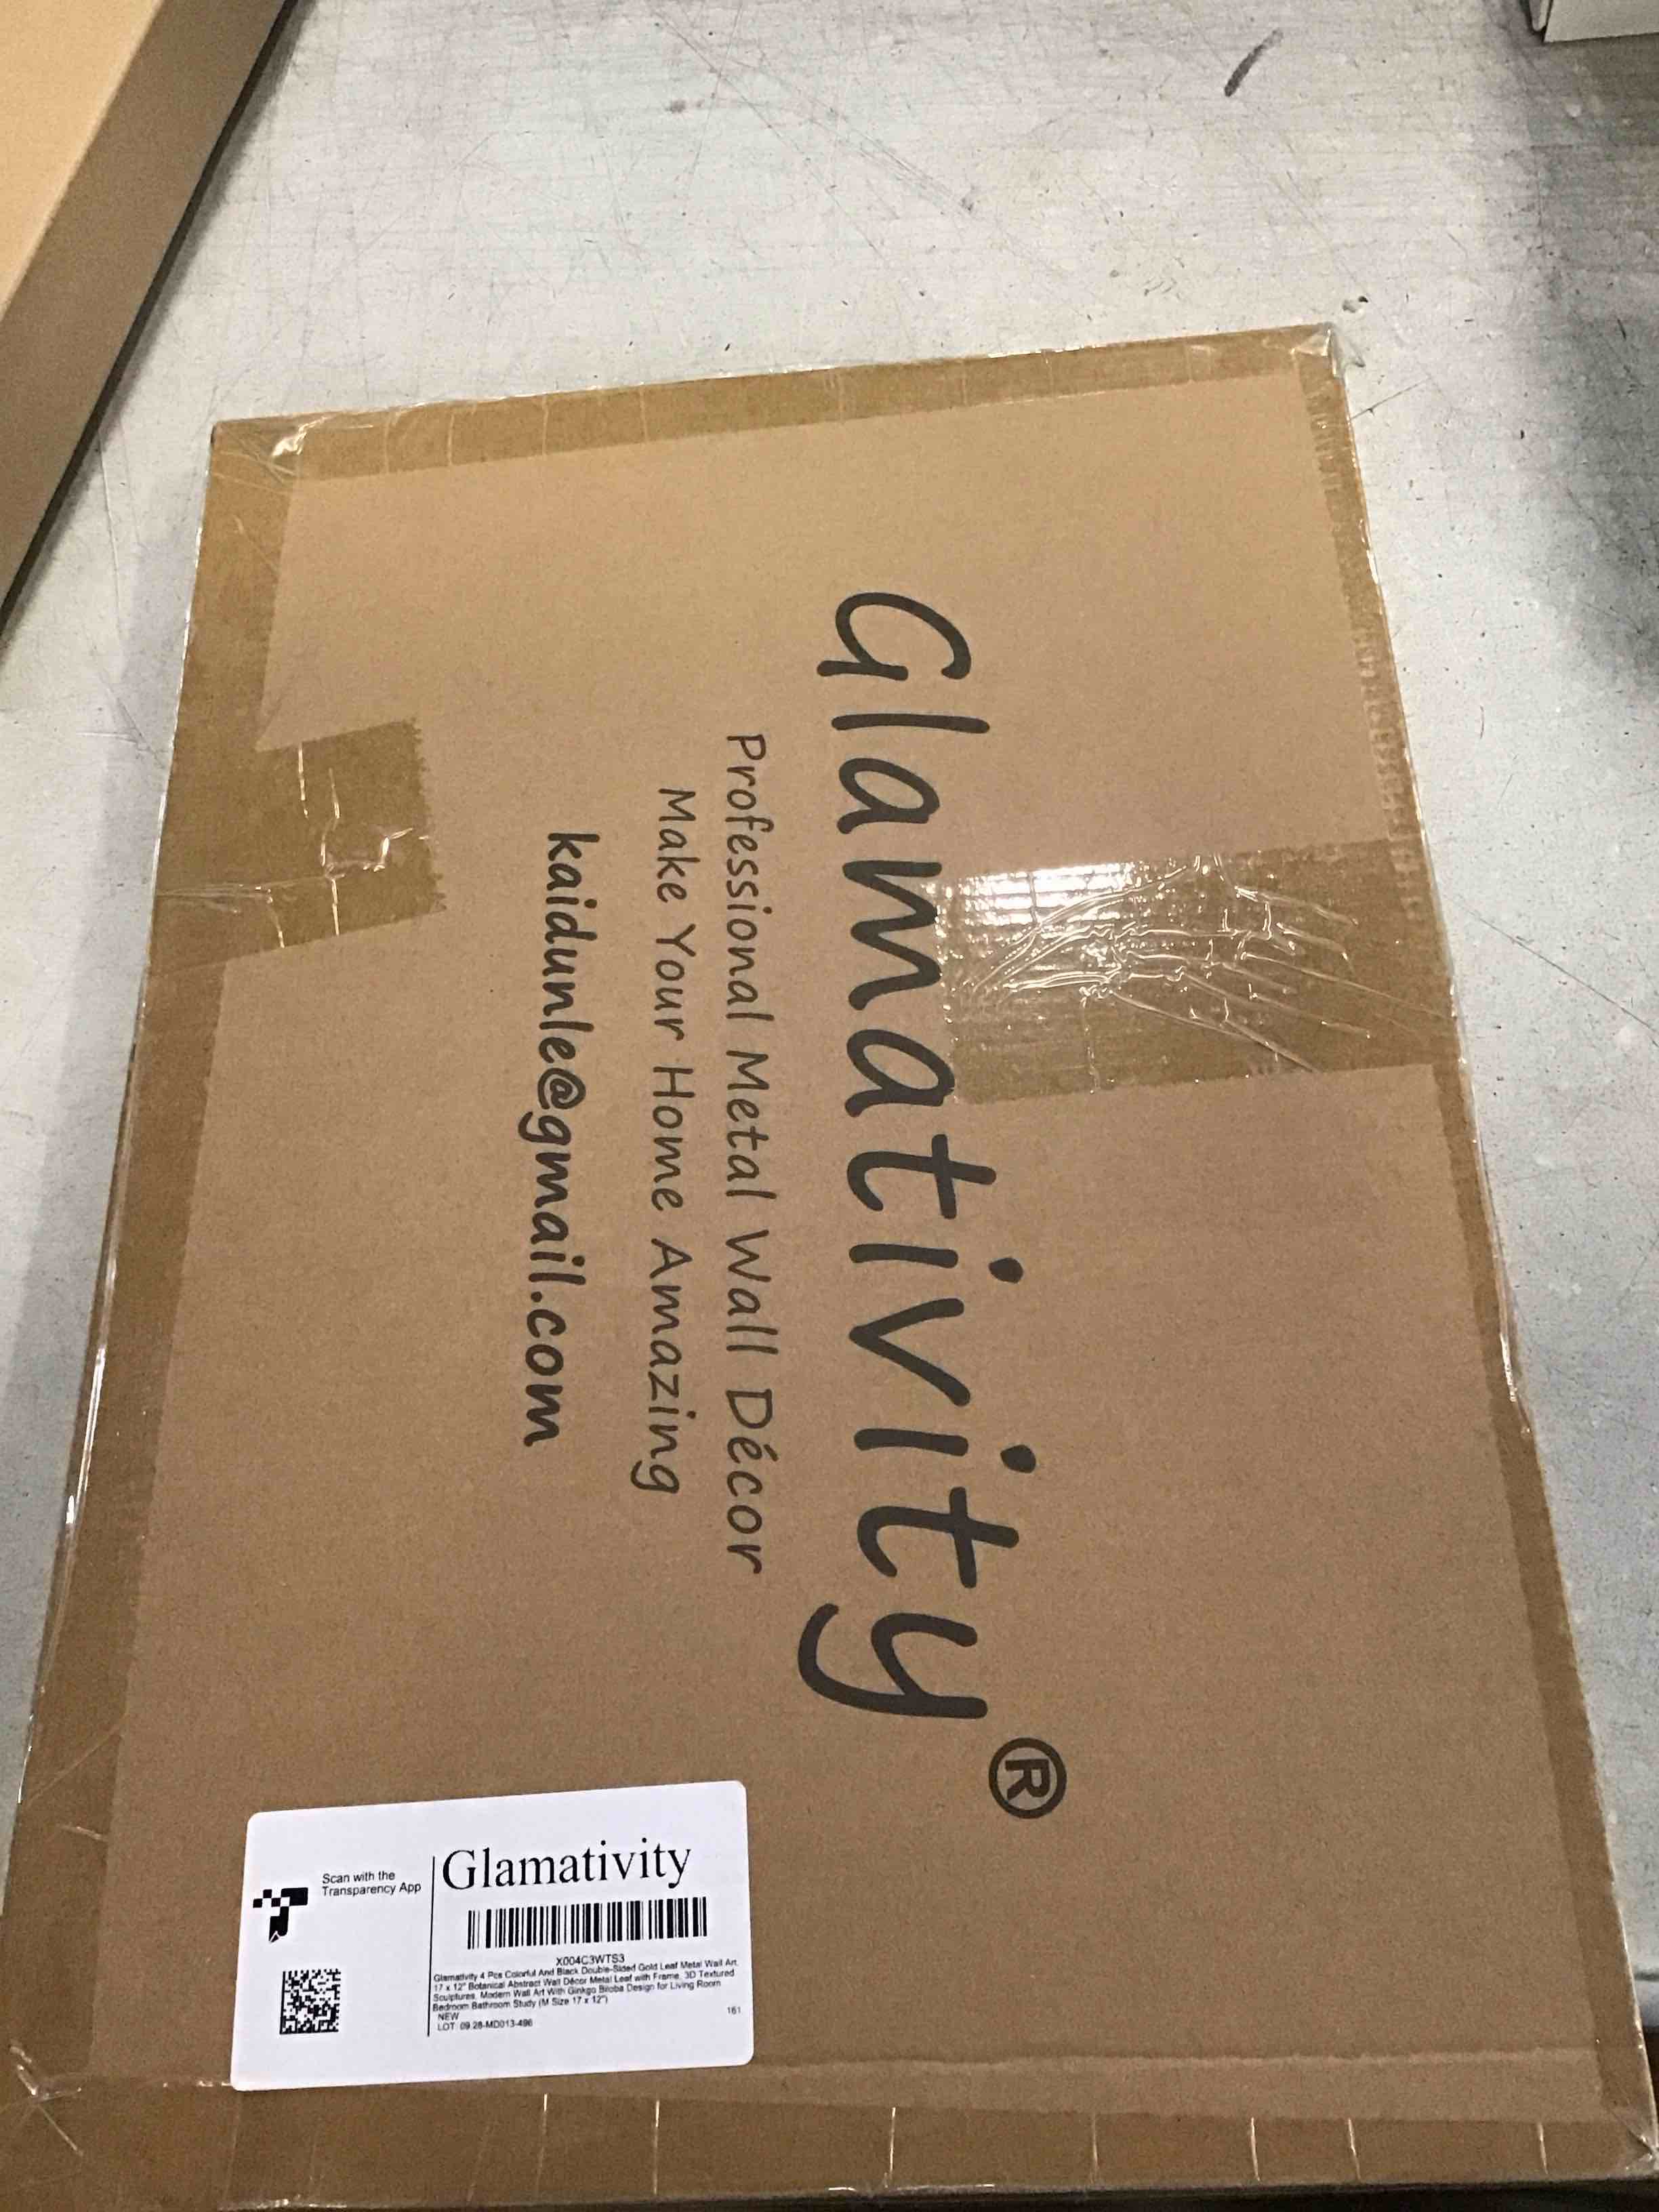 Glamativity®
Professional Metal Wall Décor
Make Your Home Amazing
kaidunle@gmail.com
Scan with the
Transparency App
Glamativity
X004C3WTS3
Glamativity 4 Pcs Colorful And Black Double-Sided Gold Leaf Metal Wall Art,
17 x 12" Botanical Abstract Wall Décor Metal Leaf with Frame, 3D Textured
Sculptures, Modern Wall Art With Ginkgo Biloba Design for Living Room
Bedroom Bathroom Study (M Size 17 x 12")
NEW
161
LOT: 09.28-MD013-496